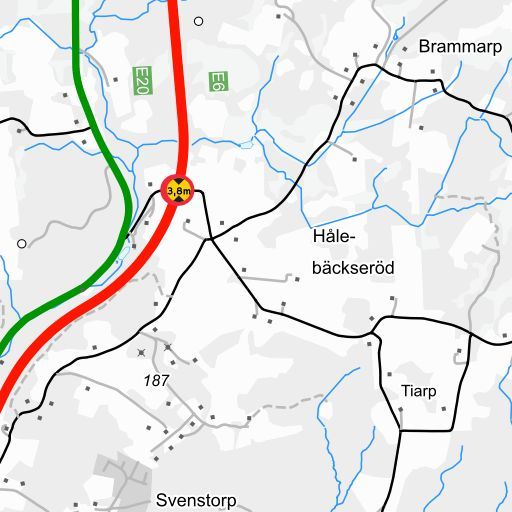 Brammarp
E20
E6
3,8m
Håle-
bäckseröd
187
Tiarp
Svenstorp